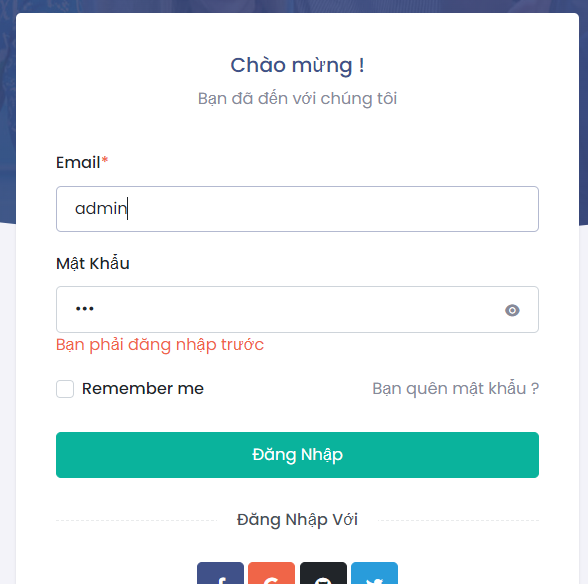 Chào mừng !
Bạn đã đến với chúng tôi
Email*
admin
Mật Khẩu
•••
Bạn phải đăng nhập trước
Remember me
Bạn quên mật khẩu ?
Đăng Nhập
Đăng Nhập Với